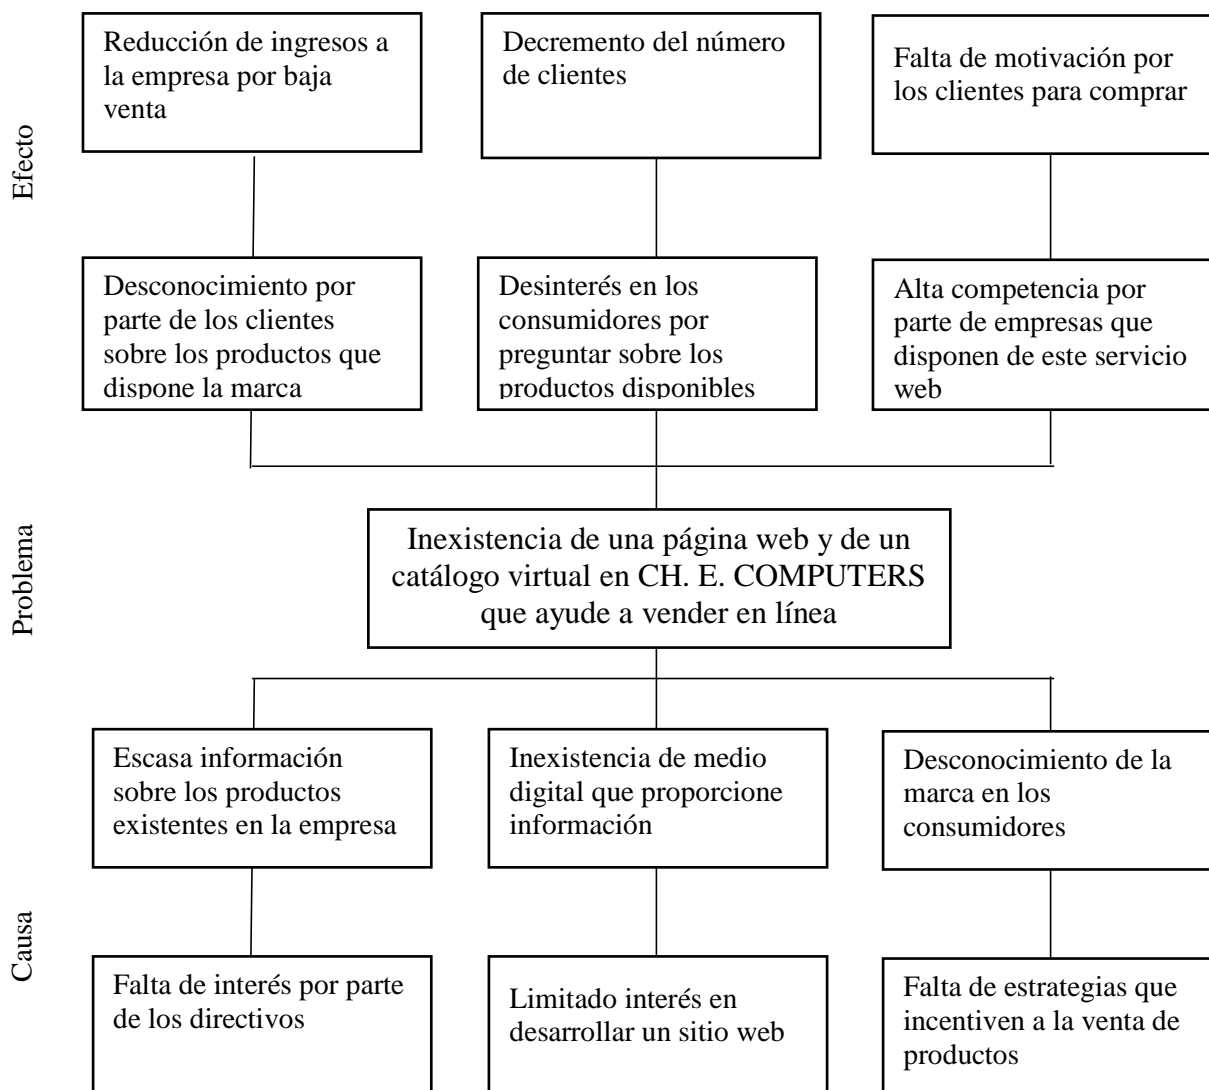 Efecto
Reducción de ingresos a
la empresa por baja
venta
Decremento del número
de clientes
Falta de motivación por
los clientes para comprar
Desconocimiento por
parte de los clientes
sobre los productos que
dispone la marca
Desinterés en los
consumidores por
preguntar sobre los
productos disponibles
Alta competencia por
parte de empresas que
disponen de este servicio
web
Problema
Inexistencia de una página web y de un
catálogo virtual en CH. E. COMPUTERS
que ayude a vender en línea
Causa
Escasa información
sobre los productos
existentes en la empresa
Inexistencia de medio
digital que proporcione
información
Desconocimiento de la
marca en los
consumidores
Falta de interés por parte
de los directivos
Limitado interés en
desarrollar un sitio web
Falta de estrategias que
incentiven a la venta de
productos